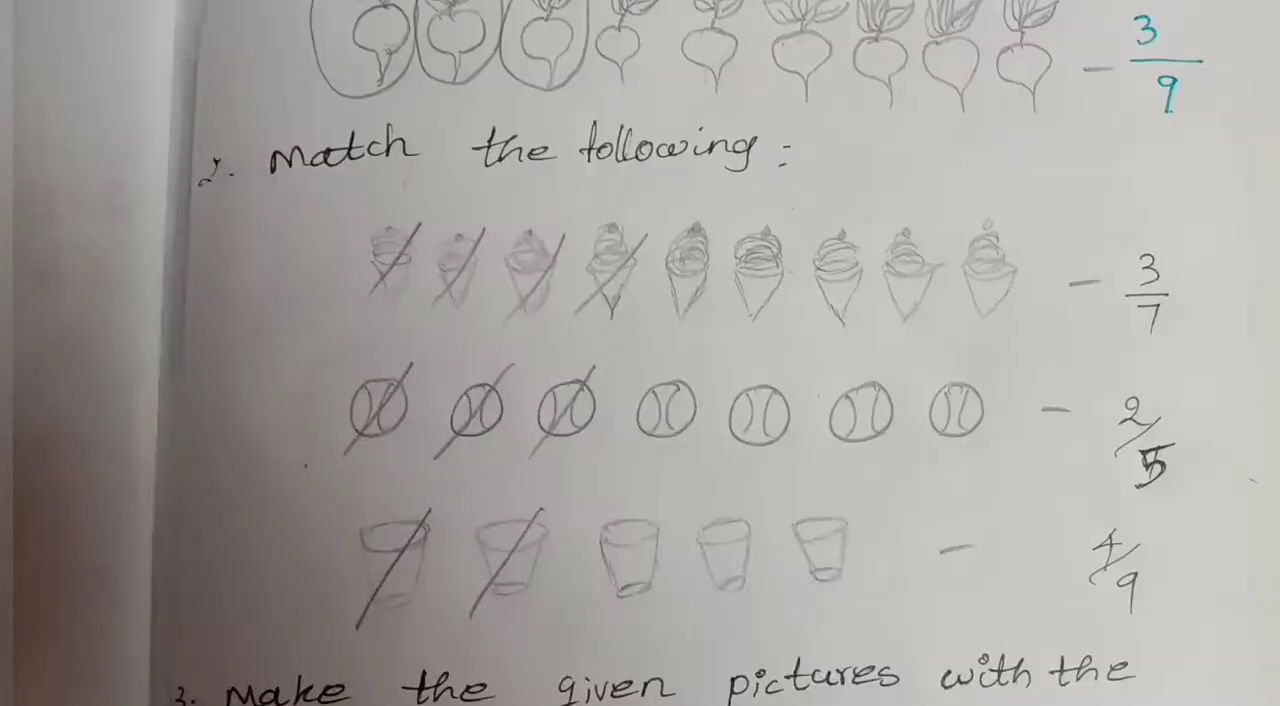 - 3/9
2. Match the following:
- 3/7
- 2/5
- 4/9
3. Make the given pictures with the